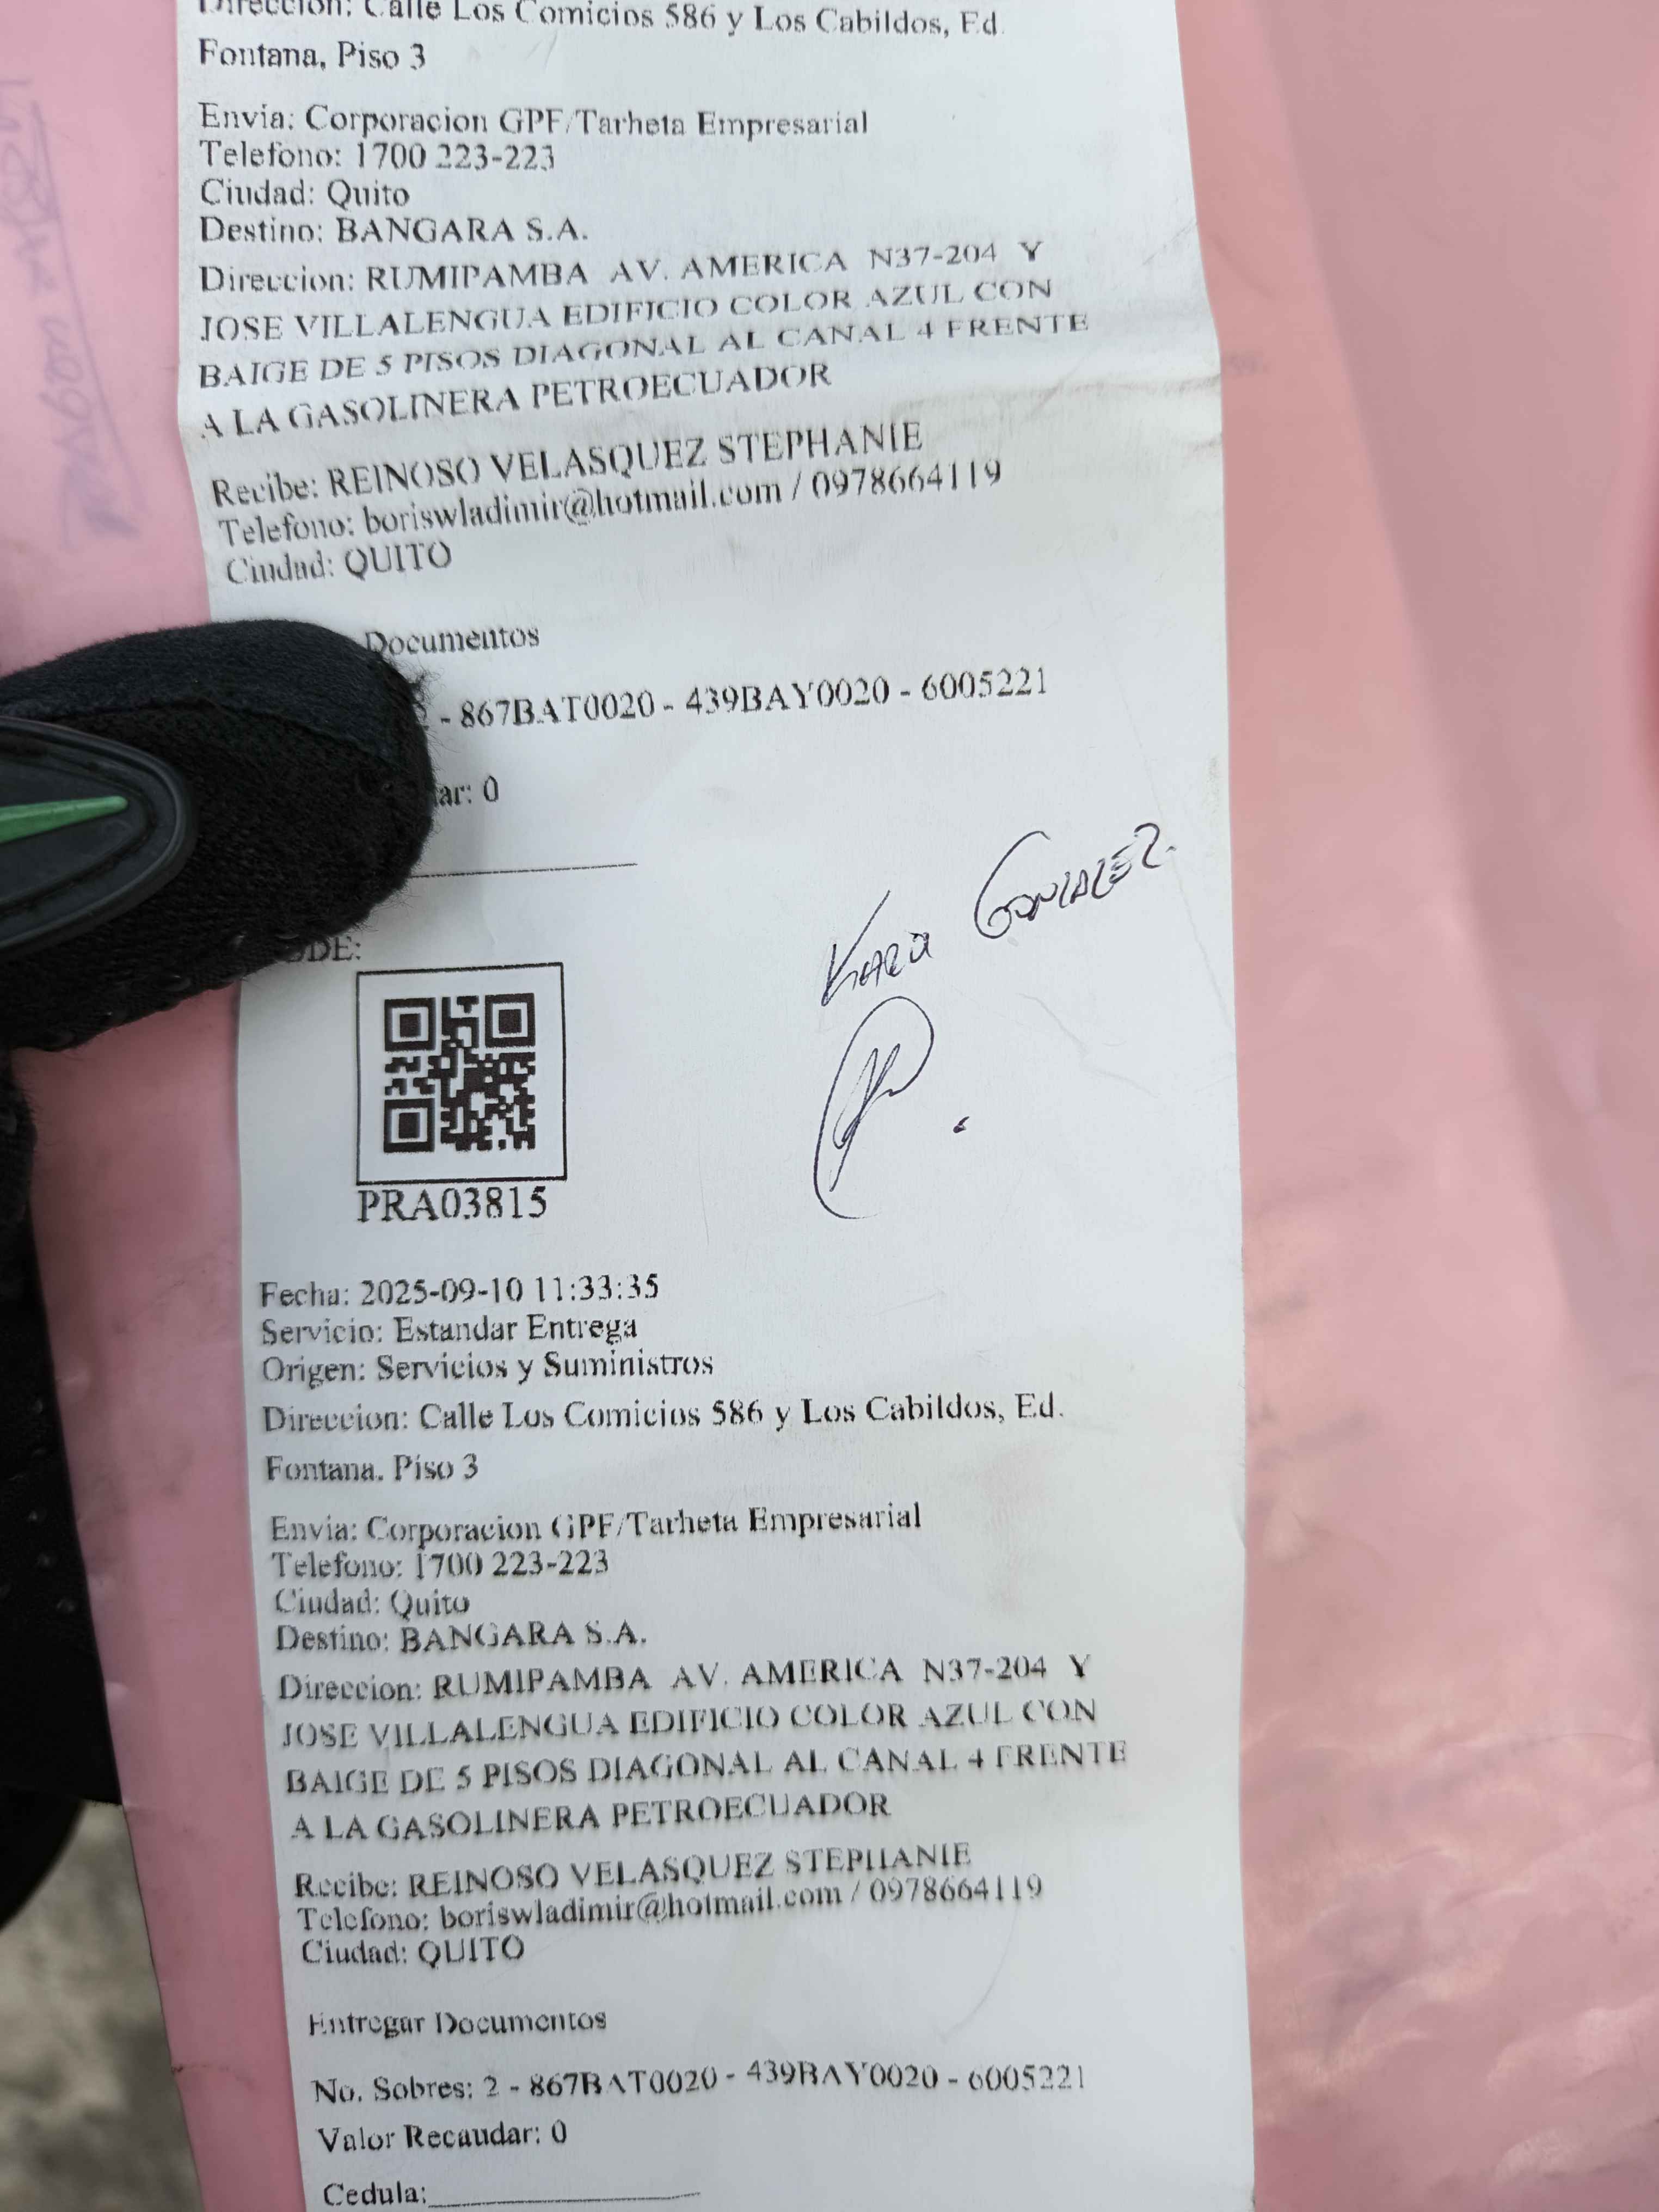 Direccion: Calle Los Comicios 586 y Los Cabildos, Ed.
Fontana, Piso 3
Envia: Corporacion GPF/Tarheta Empresarial
Telefono: 1700 223-223
Ciudad: Quito
Destino: BANGARA S.A.
Direccion: RUMIPAMBA AV. AMERICA N37-204 Y
JOSE VILLALENGUA EDIFICIO COLOR AZUL CON
BAIGE DE 5 PISOS DIAGONAL AL CANAL 4 FRENTE
A LA GASOLINERA PETROECUADOR
Recibe: REINOSO VELASQUEZ STEPHANIE
Telefono: boriswladimir@hotmail.com / 0978664119
Ciudad: QUITO
Documentos
- 867BAT0020 - 439BAY0020 - 6005221
ar: 0
GONZALEZ.
DE:
PRA03815
Fecha: 2025-09-10 11:33:35
Servicio: Estandar Entrega
Origen: Servicios y Suministros
Direccion: Calle Los Comicios 586 y Los Cabildos, Ed.
Fontana. Piso 3
Envia: Corporacion GPF/Tarheta Empresarial
Telefono: 1700 223-223
Ciudad: Quito
Destino: BANGARA S.A.
Direccion: RUMIPAMBA AV. AMERICA N37-204 Y
JOSE VILLALENGUA EDIFICIO COLOR AZUL CON
BAIGE DE 5 PISOS DIAGONAL AL CANAL 4 FRENTE
A LA GASOLINERA PETROECUADOR
Recibe: REINOSO VELASQUEZ STEPHANIE
Telefono: boriswladimir@hotmail.com / 0978664119
Ciudad: QUITO
Entregar Documentos
No. Sobres: 2 - 867BAT0020 - 439BAY0020 - 6005221
Valor Recaudar: 0
Cedula: